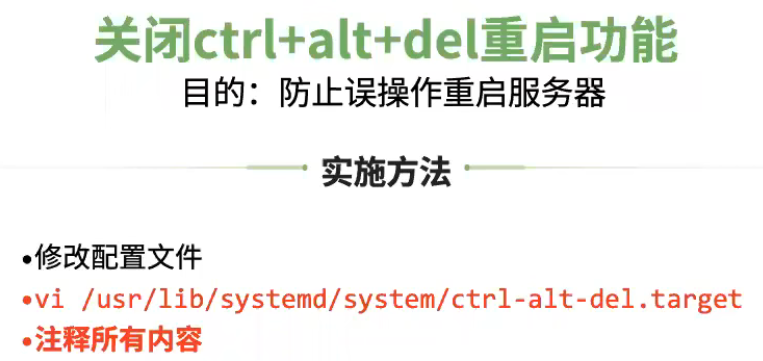 关闭ctrl+alt+del重启功能
目的：防止误操作重启服务器
实施方法
•修改配置文件
•vi /usr/lib/systemd/system/ctrl-alt-del.target
•注释所有内容